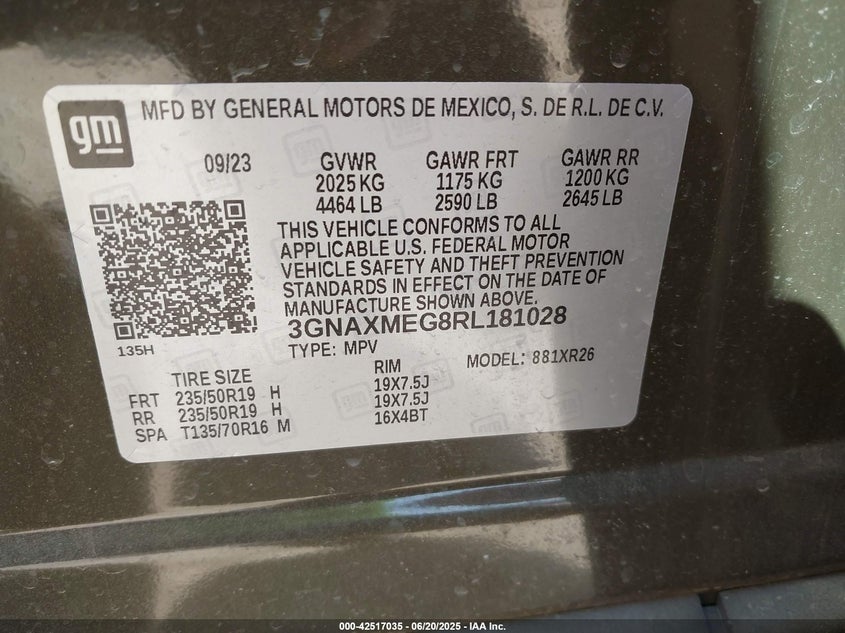 gm
MFD BY GENERAL MOTORS DE MEXICO, S. DE R.L. DE C.V.
09/23 GVWR GAWR FRT GAWR RR
2025 KG 1175 KG 1200 KG
4464 LB 2590 LB 2645 LB
THIS VEHICLE CONFORMS TO ALL
APPLICABLE U.S. FEDERAL MOTOR
VEHICLE SAFETY AND THEFT PREVENTION
STANDARDS IN EFFECT ON THE DATE OF
MANUFACTURE SHOWN ABOVE.
3GNAXMEG8RL181028
135H TYPE: MPV MODEL: 881XR26
TIRE SIZE RIM
FRT 235/50R19 H 19X7.5J
RR 235/50R19 H 19X7.5J
SPA T135/70R16 M 16X4BT
000-42517035 - 06/20/2025 - IAA Inc.